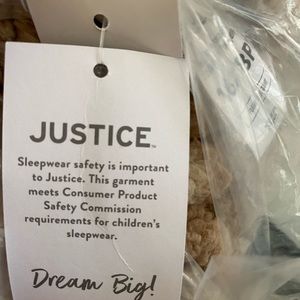 JUSTICE™
Sleepwear safety is important
to Justice. This garment
meets Consumer Product
Safety Commission
requirements for children's
sleepwear.
Dream Big!